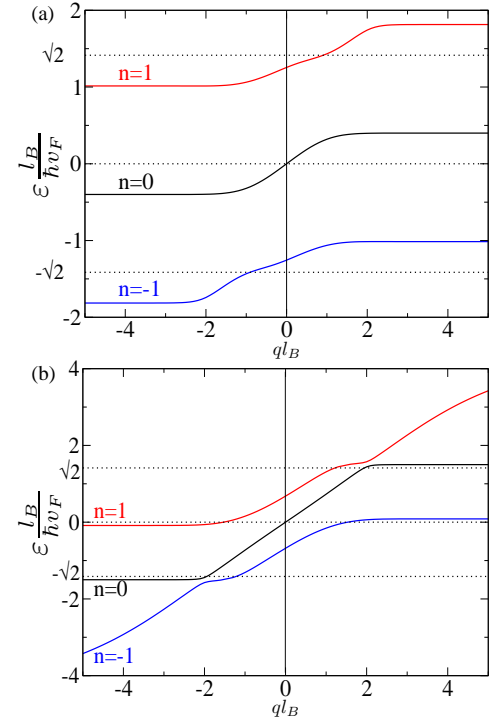 (a)
2
√2
n=1
1
ε l_B/ħv_F
0
n=0
-1
-√2
n=-1
-2
-4 -2 0 2 4
ql_B
(b)
4
2
√2
n=1
ε l_B/ħv_F
0
-√2
-2
n=0
n=-1
-4
-4 -2 0 2 4
ql_B